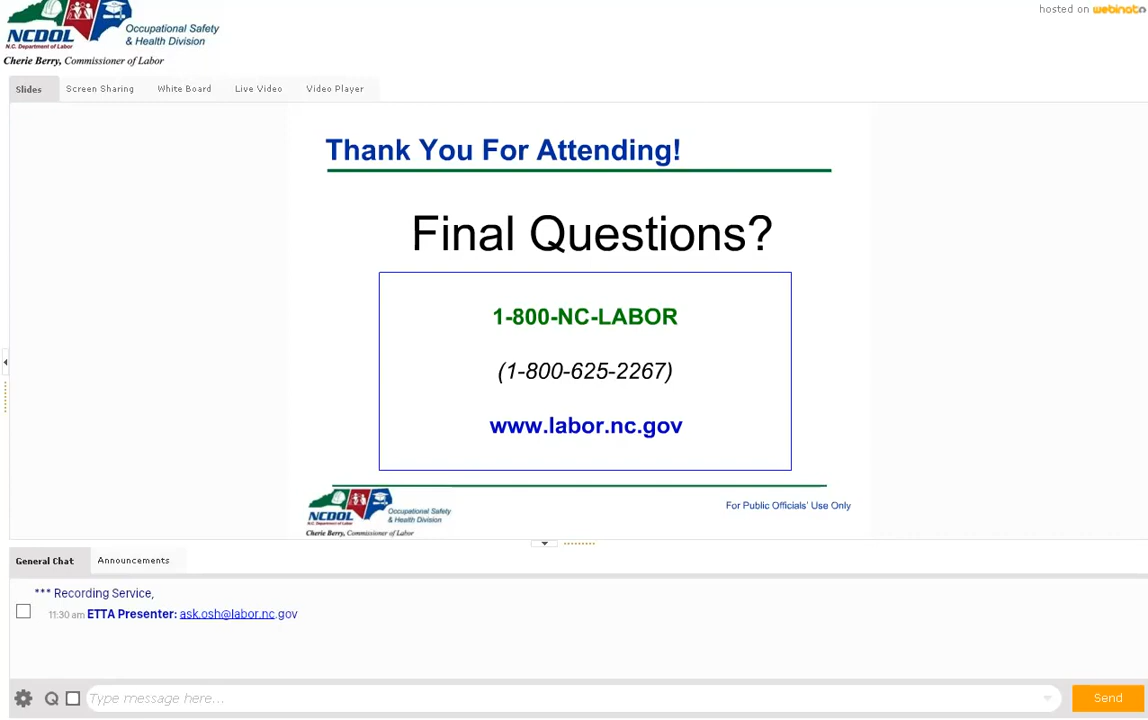 hosted on webinato
NCDOL
N.C. Department of Labor
Occupational Safety
& Health Division
Cherie Berry, Commissioner of Labor
Slides Screen Sharing White Board Live Video Video Player
Thank You For Attending!
Final Questions?
1-800-NC-LABOR
(1-800-625-2267)
www.labor.nc.gov
NCDOL
N.C. Department of Labor
Occupational Safety
& Health Division
Cherie Berry, Commissioner of Labor
For Public Officials' Use Only
General Chat Announcements
*** Recording Service,
11:30 am ETTA Presenter: ask.osh@labor.nc.gov
Type message here...
Send